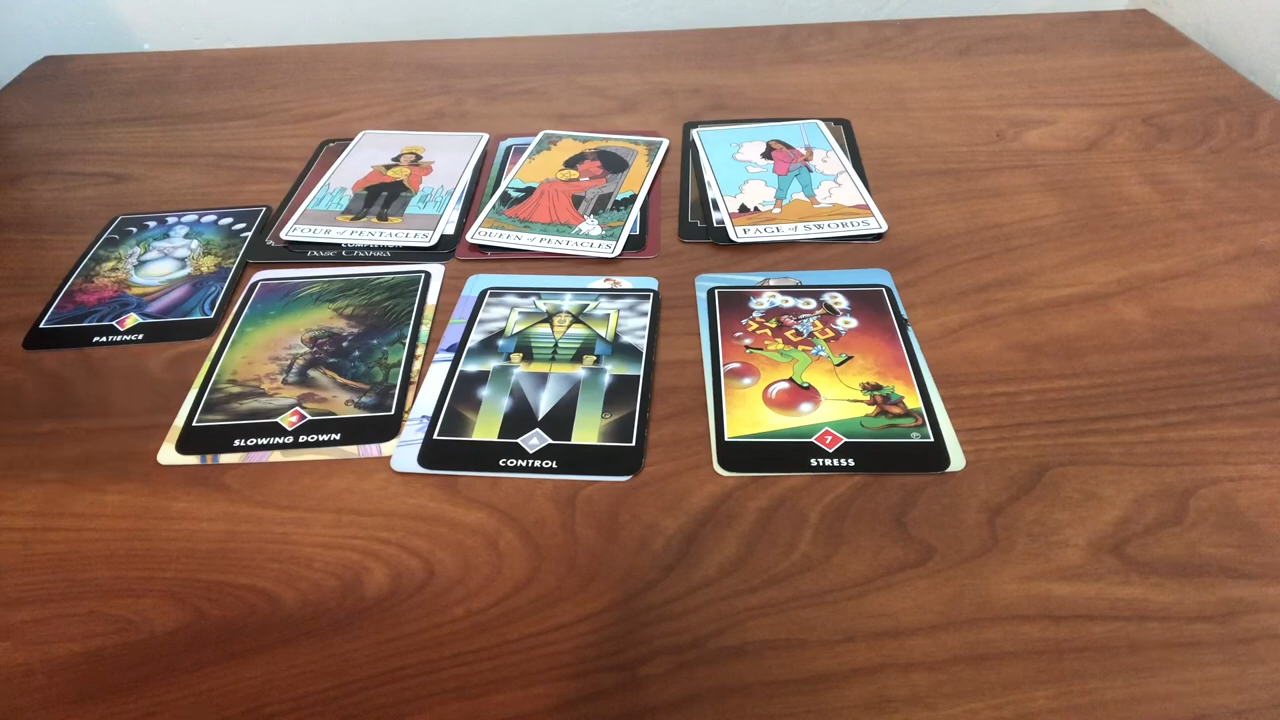 FOUR of PENTACLES
QUEEN of PENTACLES
PAGE of SWORDS
COMPLETION
Base Chakra
PATIENCE
SLOWING DOWN
CONTROL
7
STRESS